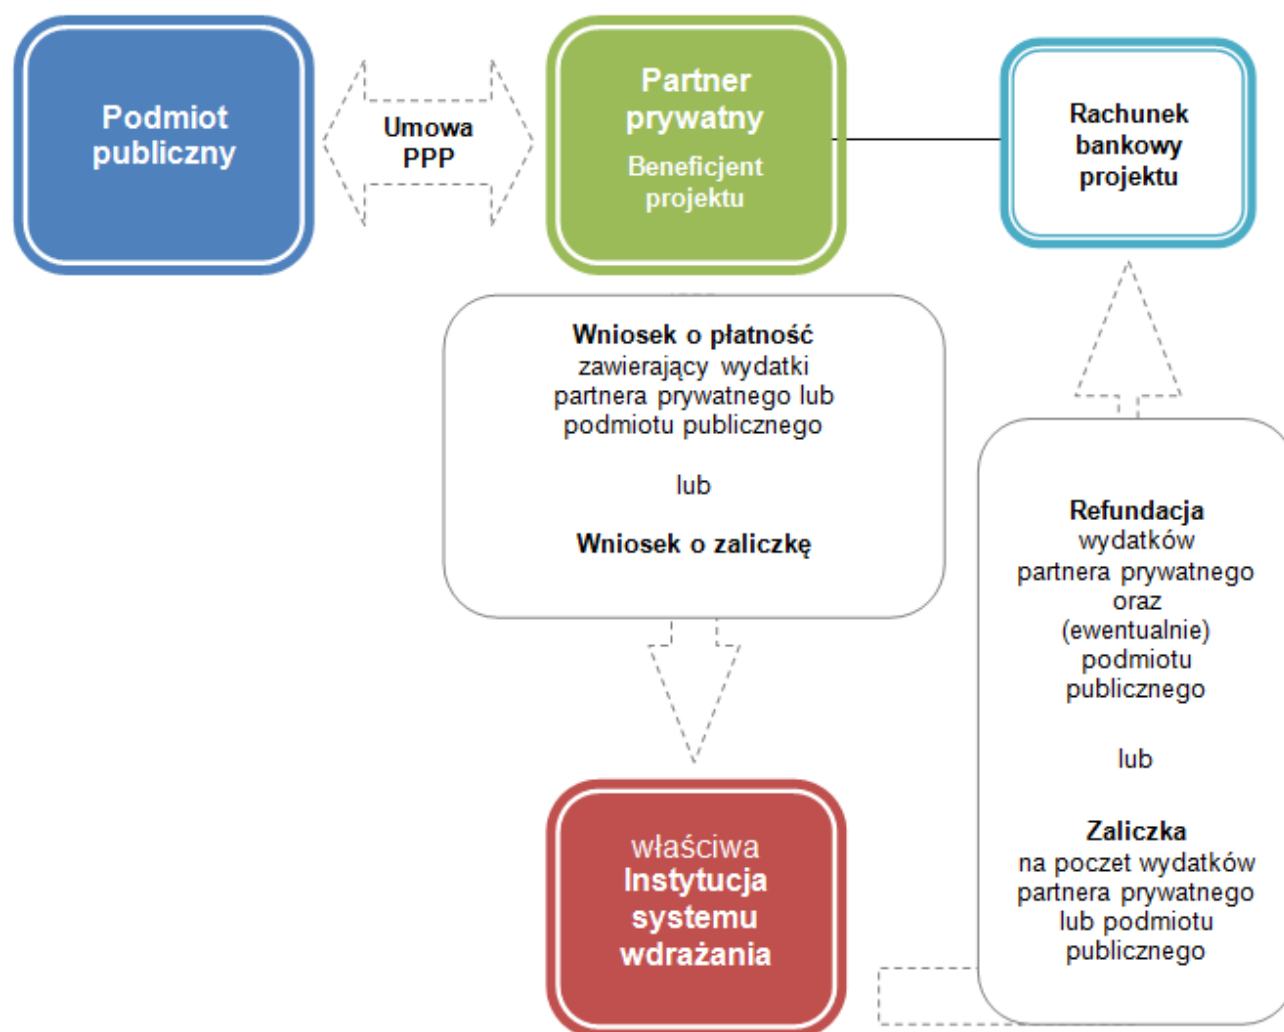 Podmiot
publiczny
Umowa
PPP
Partner
prywatny
Beneficjent
projektu
Rachunek
bankowy
projektu
Wniosek o płatność
zawierający wydatki
partnera prywatnego lub
podmiotu publicznego
lub
Wniosek o zaliczkę
Refundacja
wydatków
partnera prywatnego
oraz
(ewentualnie)
podmiotu
publicznego
lub
Zaliczka
na poczet wydatków
partnera prywatnego
lub podmiotu
publicznego
właściwa
Instytucja
systemu
wdrażania